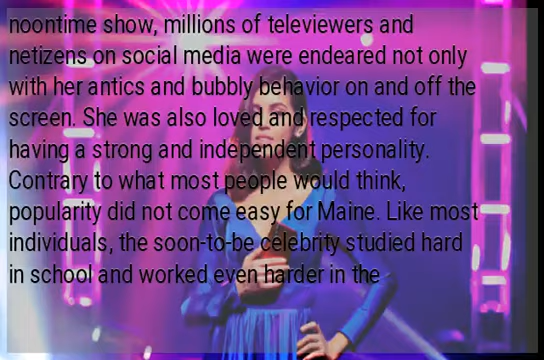 noontime show, millions of televiewers and
netizens on social media were endeared not only
with her antics and bubbly behavior on and off the
screen. She was also loved and respected for
having a strong and independent personality.
Contrary to what most people would think,
popularity did not come easy for Maine. Like most
individuals, the soon-to-be celebrity studied hard
in school and worked even harder in the